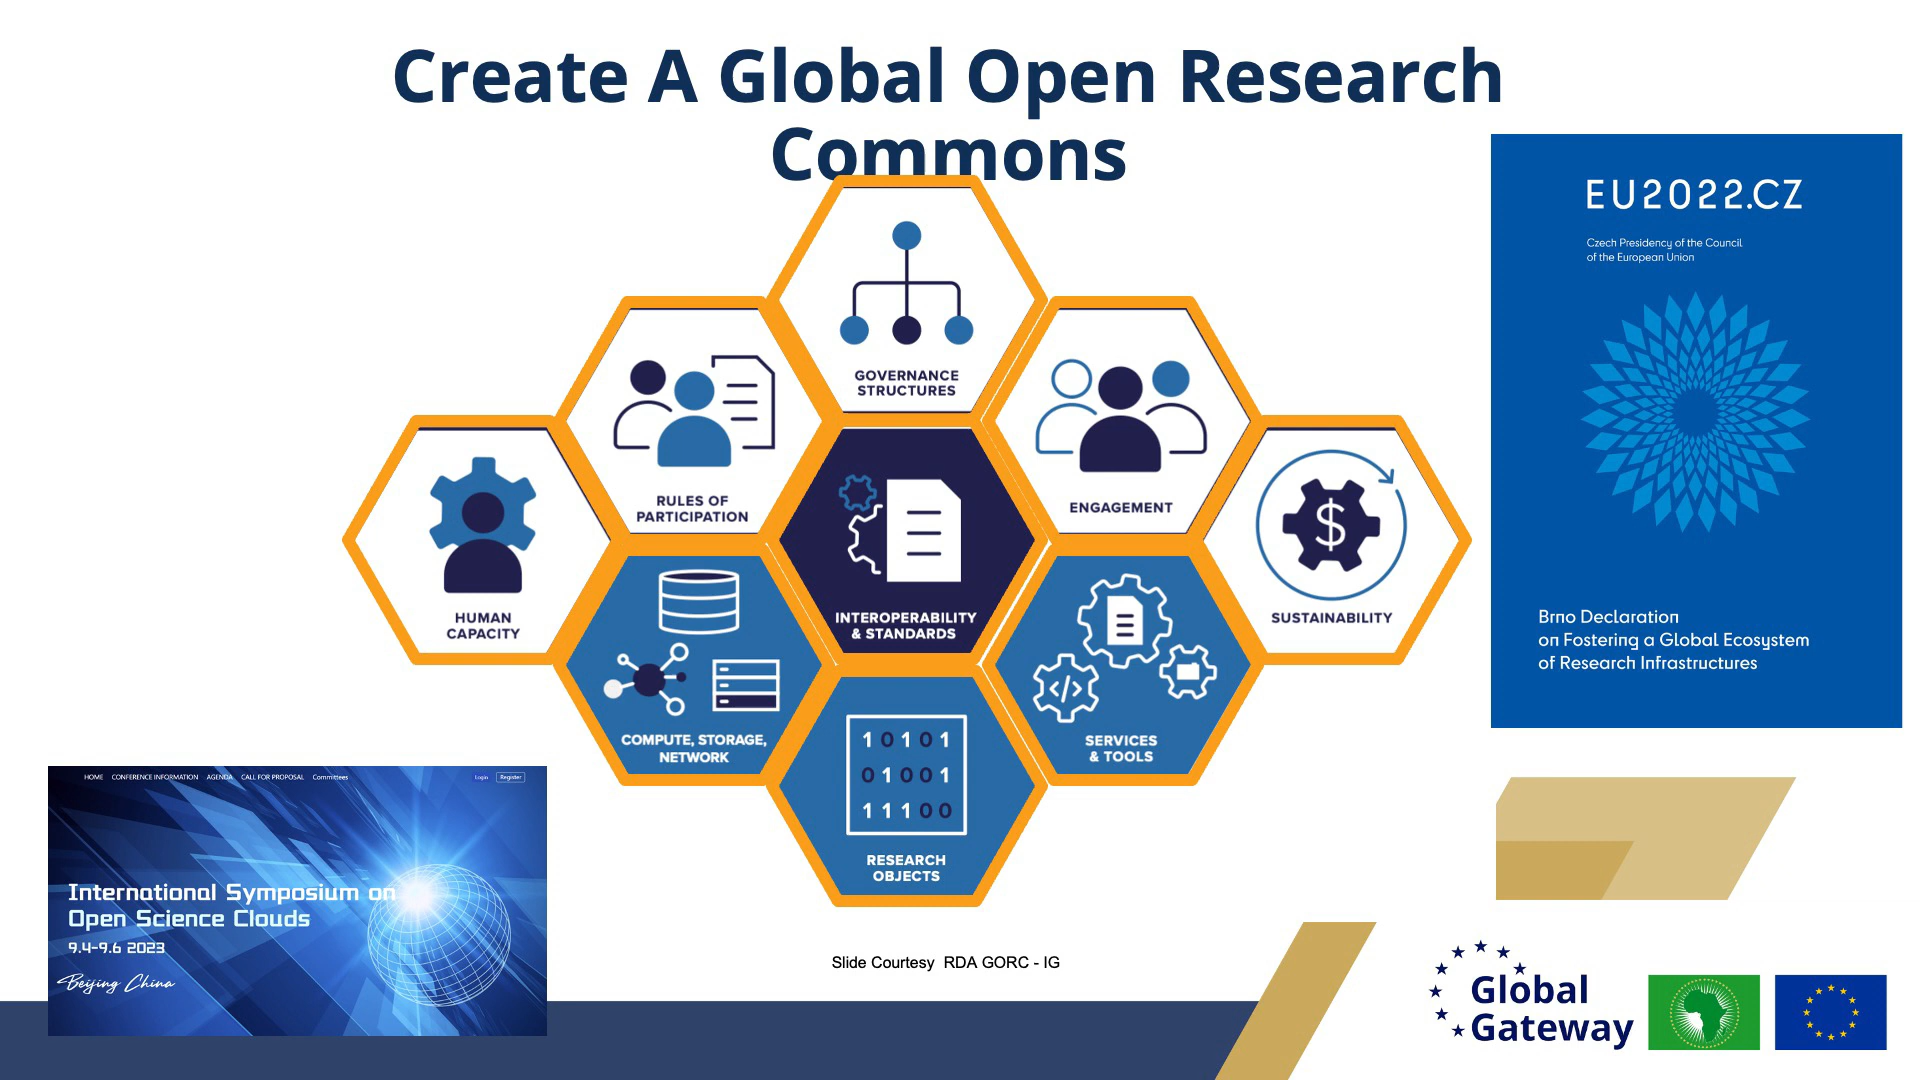 Create A Global Open Research
Commons
EU2022.CZ
Czech Presidency of the Council
of the European Union
Brno Declaration
on Fostering a Global Ecosystem
of Research Infrastructures
GOVERNANCE
STRUCTURES
RULES OF
PARTICIPATION
ENGAGEMENT
HUMAN
CAPACITY
INTEROPERABILITY
& STANDARDS
SUSTAINABILITY
$
</>
COMPUTE, STORAGE,
NETWORK
SERVICES
& TOOLS
1 0 1 0 1
0 1 0 0 1
1 1 1 0 0
RESEARCH
OBJECTS
HOME CONFERENCE INFORMATION AGENDA CALL FOR PROPOSAL Committees Login Register
International Symposium on
Open Science Clouds
9.4-9.6 2023
Beijing China
Slide Courtesy RDA GORC - IG
Global
Gateway